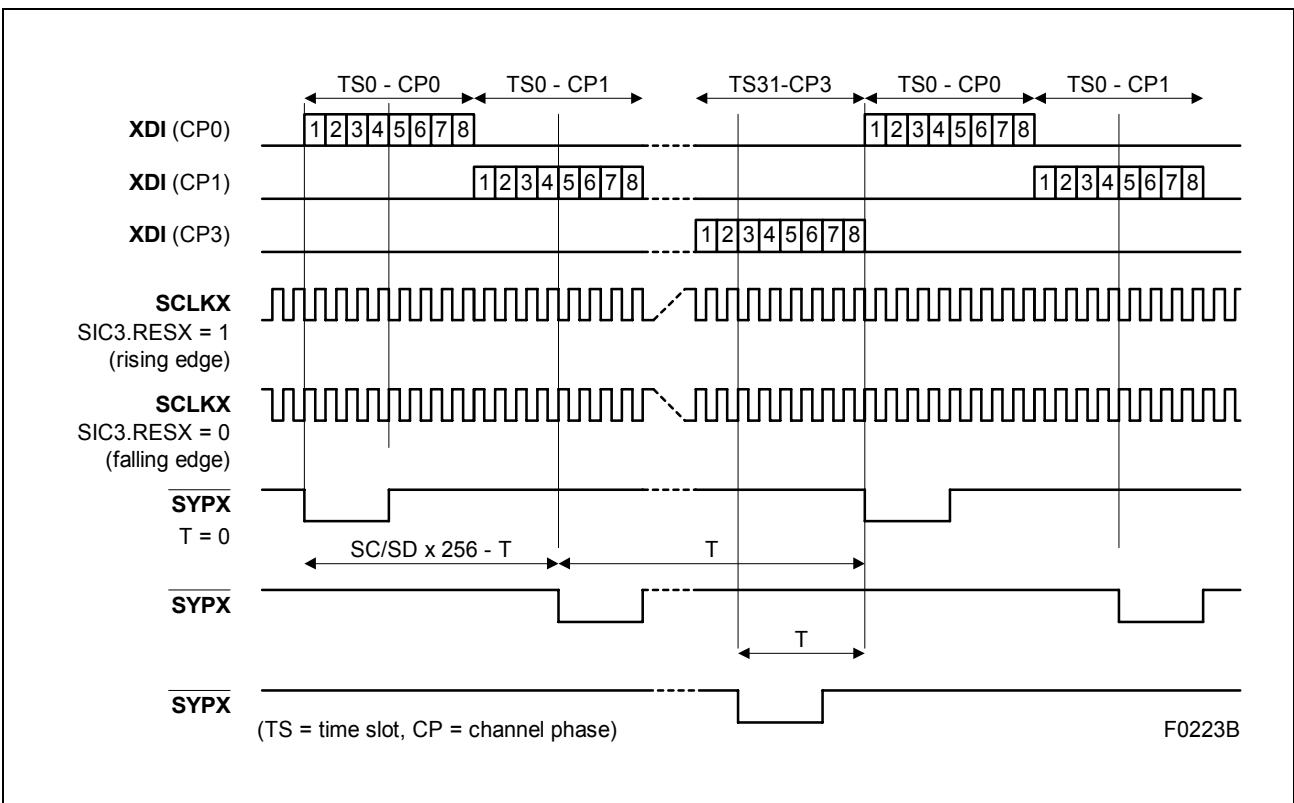 TS0 - CP0 TS0 - CP1 TS31-CP3 TS0 - CP0 TS0 - CP1
XDI (CP0) 1 2 3 4 5 6 7 8 1 2 3 4 5 6 7 8
XDI (CP1) 1 2 3 4 5 6 7 8 1 2 3 4 5 6 7 8
XDI (CP3) 1 2 3 4 5 6 7 8
SCLKX
SIC3.RESX = 1
(rising edge)
SCLKX
SIC3.RESX = 0
(falling edge)
SYPX
T = 0
SC/SD x 256 - T T
SYPX
T
SYPX
(TS = time slot, CP = channel phase) F0223B